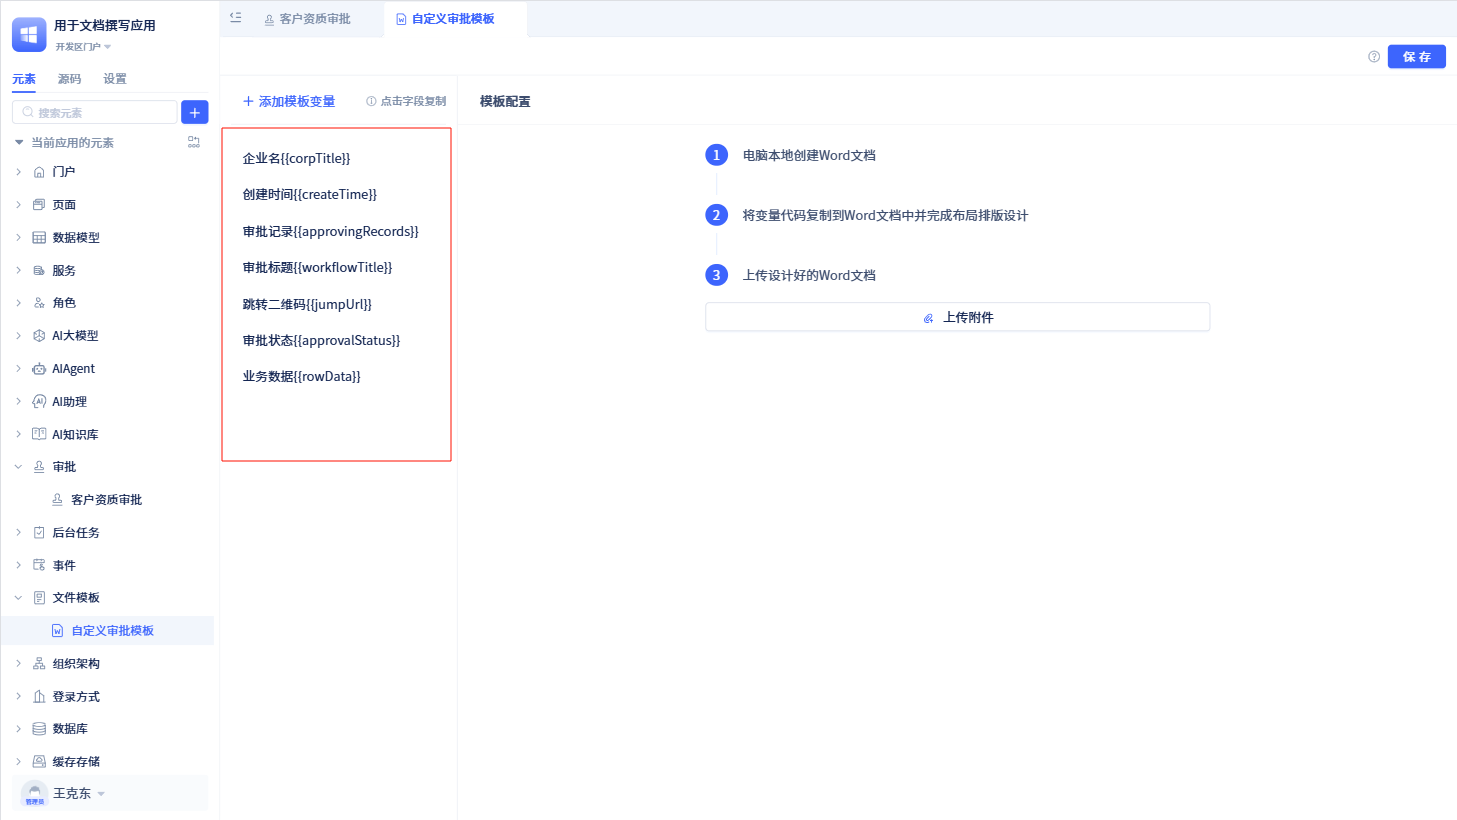 用于文档撰写应用
开发区门户
元素 源码 设置
搜索元素
当前应用的元素
门户
页面
数据模型
服务
角色
AI大模型
AIAgent
AI助理
AI知识库
审批
客户资质审批
后台任务
事件
文件模板
自定义审批模板
组织架构
登录方式
数据库
缓存存储
管理员
王克东
客户资质审批
自定义审批模板
保存
添加模板变量
点击字段复制
企业名{{corpTitle}}
创建时间{{createTime}}
审批记录{{approvingRecords}}
审批标题{{workflowTitle}}
跳转二维码{{jumpUrl}}
审批状态{{approvalStatus}}
业务数据{{rowData}}
模板配置
1 电脑本地创建Word文档
2 将变量代码复制到Word文档中并完成布局排版设计
3 上传设计好的Word文档
上传附件